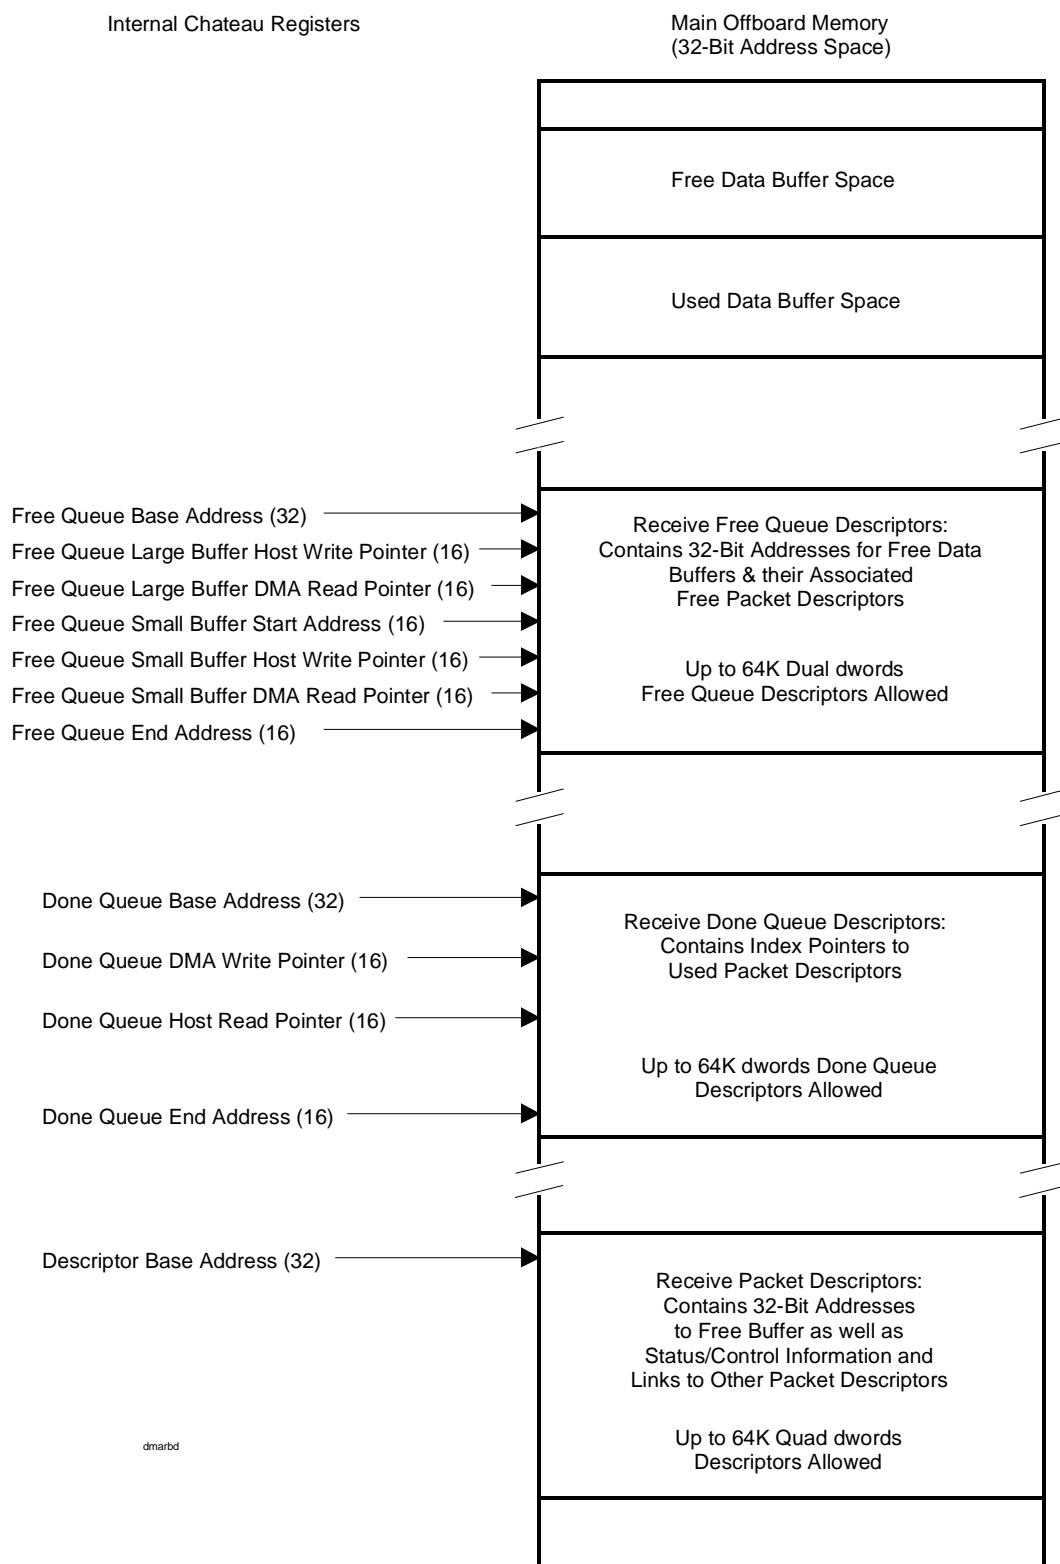 Internal Chateau Registers
Main Offboard Memory
(32-Bit Address Space)
Free Data Buffer Space
Used Data Buffer Space
Free Queue Base Address (32)
Free Queue Large Buffer Host Write Pointer (16)
Free Queue Large Buffer DMA Read Pointer (16)
Free Queue Small Buffer Start Address (16)
Free Queue Small Buffer Host Write Pointer (16)
Free Queue Small Buffer DMA Read Pointer (16)
Free Queue End Address (16)
Receive Free Queue Descriptors:
Contains 32-Bit Addresses for Free Data
Buffers & their Associated
Free Packet Descriptors
Up to 64K Dual dwords
Free Queue Descriptors Allowed
Done Queue Base Address (32)
Done Queue DMA Write Pointer (16)
Done Queue Host Read Pointer (16)
Done Queue End Address (16)
Receive Done Queue Descriptors:
Contains Index Pointers to
Used Packet Descriptors
Up to 64K dwords Done Queue
Descriptors Allowed
Descriptor Base Address (32)
Receive Packet Descriptors:
Contains 32-Bit Addresses
to Free Buffer as well as
Status/Control Information and
Links to Other Packet Descriptors
Up to 64K Quad dwords
Descriptors Allowed
dmarbd